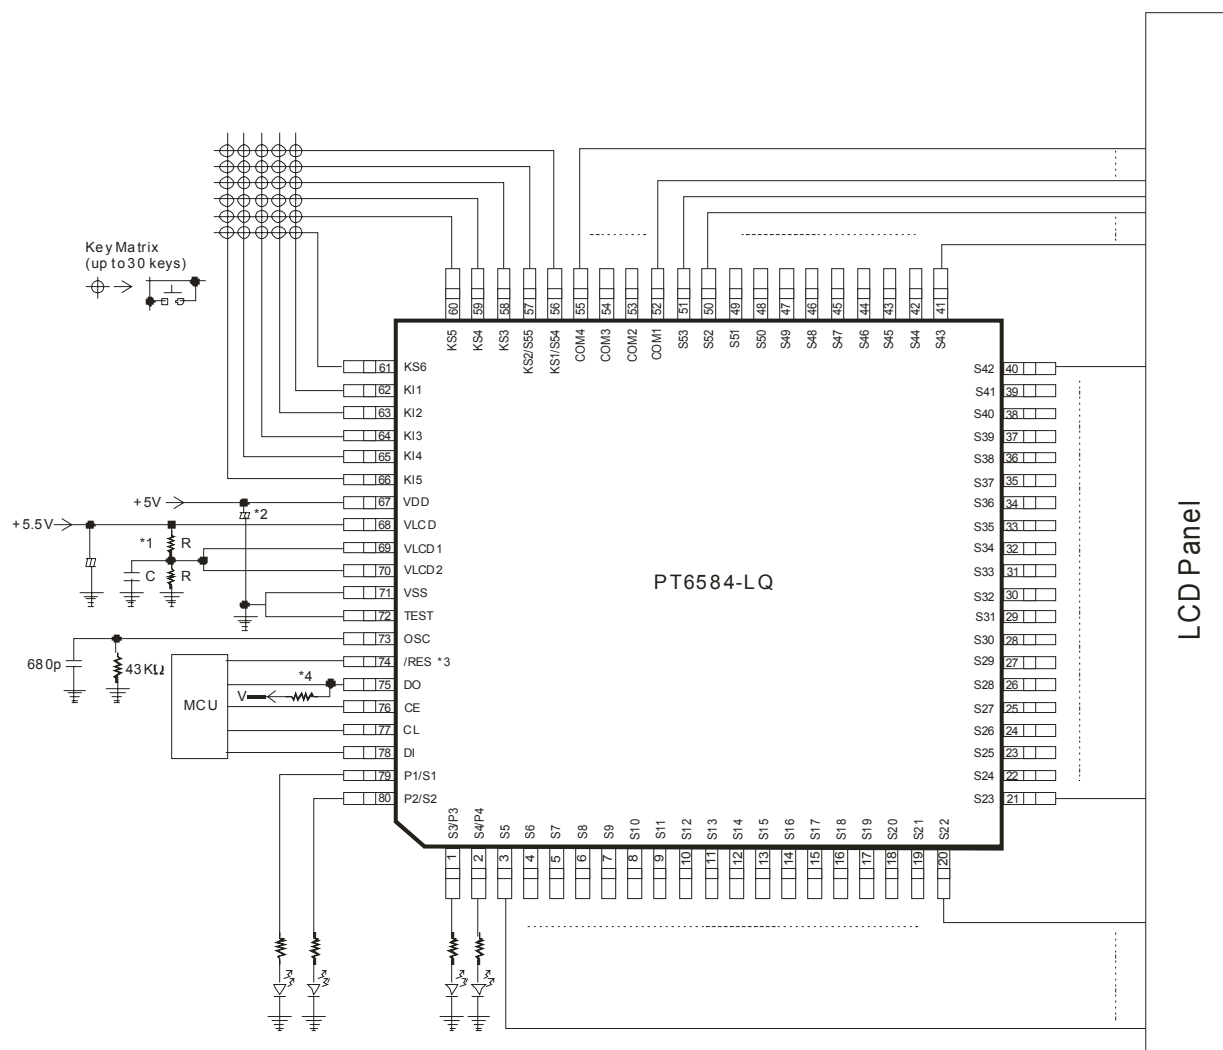 Key Matrix
(up to 30 keys)
60 59 58 57 56 55 54 53 52 51 50 49 48 47 46 45 44 43 42 41
KS5 KS4 KS3 KS2/S55 KS1/S54 COM4 COM3 COM2 COM1 S53 S52 S51 S50 S49 S48 S47 S46 S45 S44 S43
61 KS6
62 KI1
63 KI2
64 KI3
65 KI4
66 KI5
+5V 67 VDD
*2
+5.5V 68 VLCD
*1 R 69 VLCD1
C R 70 VLCD2
71 VSS
72 TEST
73 OSC
680p 43KΩ
74 /RES *3
*4
V 75 DO
MCU
76 CE
77 CL
78 DI
79 P1/S1
80 P2/S2
PT6584-LQ
S42 40
S41 39
S40 38
S39 37
S38 36
S37 35
S36 34
S35 33
S34 32
S33 31
S32 30
S31 29
S30 28
S29 27
S28 26
S27 25
S26 24
S25 23
S24 22
S23 21
LCD Panel
S3/P3 S4/P4 S5 S6 S7 S8 S9 S10 S11 S12 S13 S14 S15 S16 S17 S18 S19 S20 S21 S22
1 2 3 4 5 6 7 8 9 10 11 12 13 14 15 16 17 18 19 20